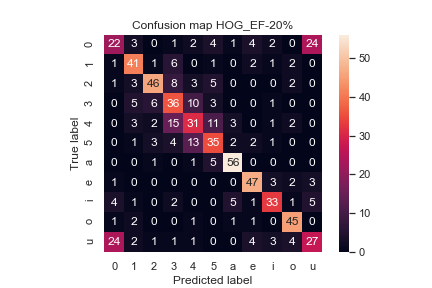 Confusion map HOG_EF-20%
0 22 3 0 1 2 4 1 4 2 0 24
1 1 41 1 6 0 1 0 2 1 2 0
2 1 3 46 8 3 5 0 0 0 0 0
3 0 5 6 36 10 3 0 0 1 0 0
4 0 3 2 15 31 11 3 0 1 2 0
5 0 1 3 4 13 35 2 2 1 0 0
a 0 0 1 0 1 5 56 0 0 0 0
e 1 0 0 0 0 0 0 47 3 2 3
i 4 1 0 2 0 0 5 1 33 1 5
o 1 2 0 0 1 0 1 1 0 45 0
u 24 2 1 1 1 0 0 4 3 4 27
0 1 2 3 4 5 a e i o u
True label
Predicted label
50
40
30
20
10
0